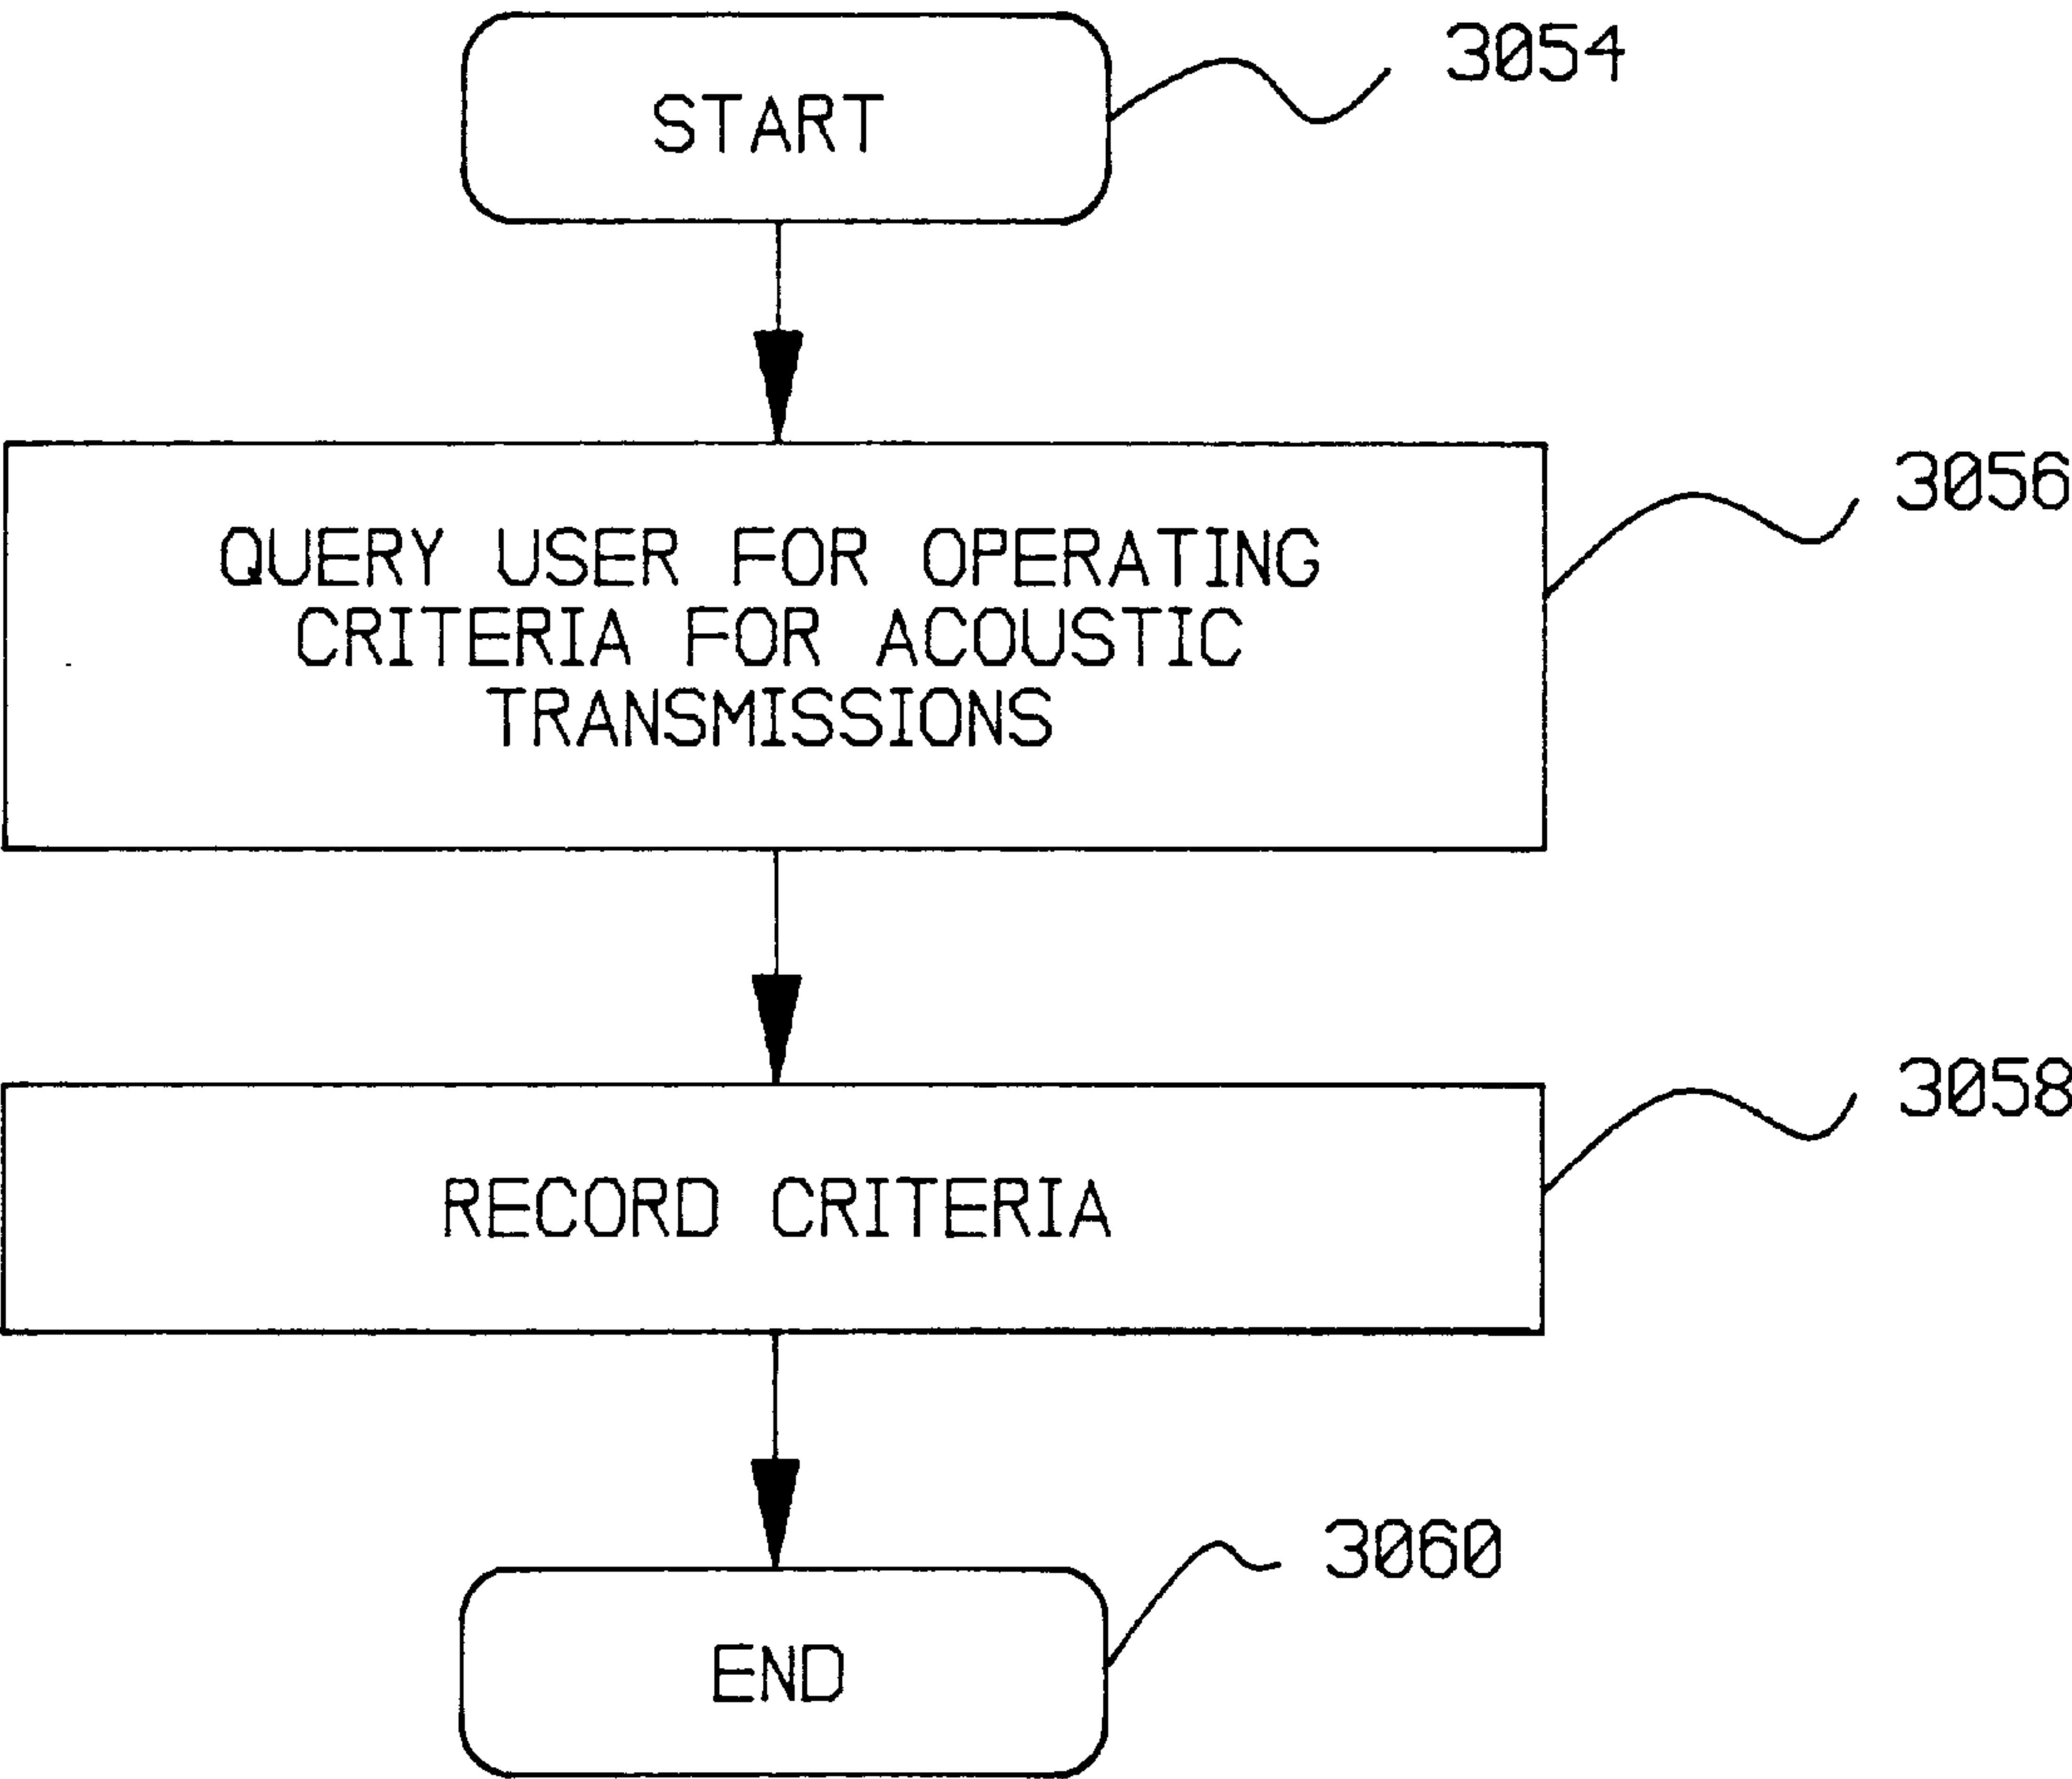 START
3054
3056
QUERY USER FOR OPERATING
CRITERIA FOR ACOUSTIC
TRANSMISSIONS
3058
RECORD CRITERIA
3060
END